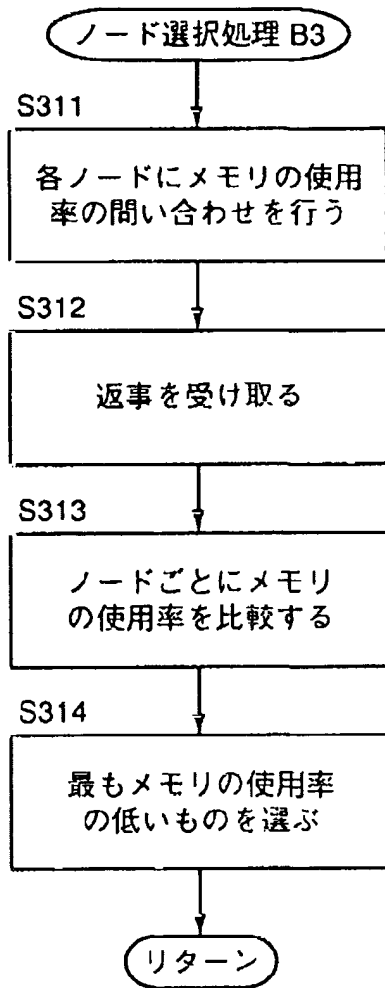 ノード選択処理 B3
S311
各ノードにメモリの使用
率の問い合わせを行う
S312
返事を受け取る
S313
ノードごとにメモリ
の使用率を比較する
S314
最もメモリの使用率
の低いものを選ぶ
リターン